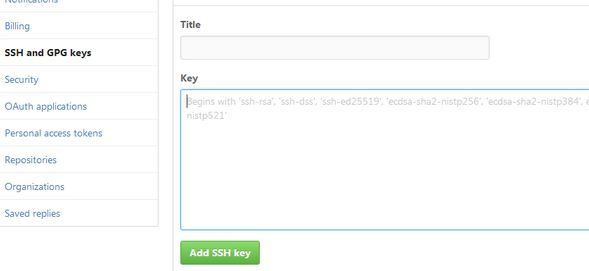 Notifications
Billing
SSH and GPG keys
Security
OAuth applications
Personal access tokens
Repositories
Organizations
Saved replies
Title
Key
Begins with 'ssh-rsa', 'ssh-dss', 'ssh-ed25519', 'ecdsa-sha2-nistp256', 'ecdsa-sha2-nistp384',
nistp521'
Add SSH key